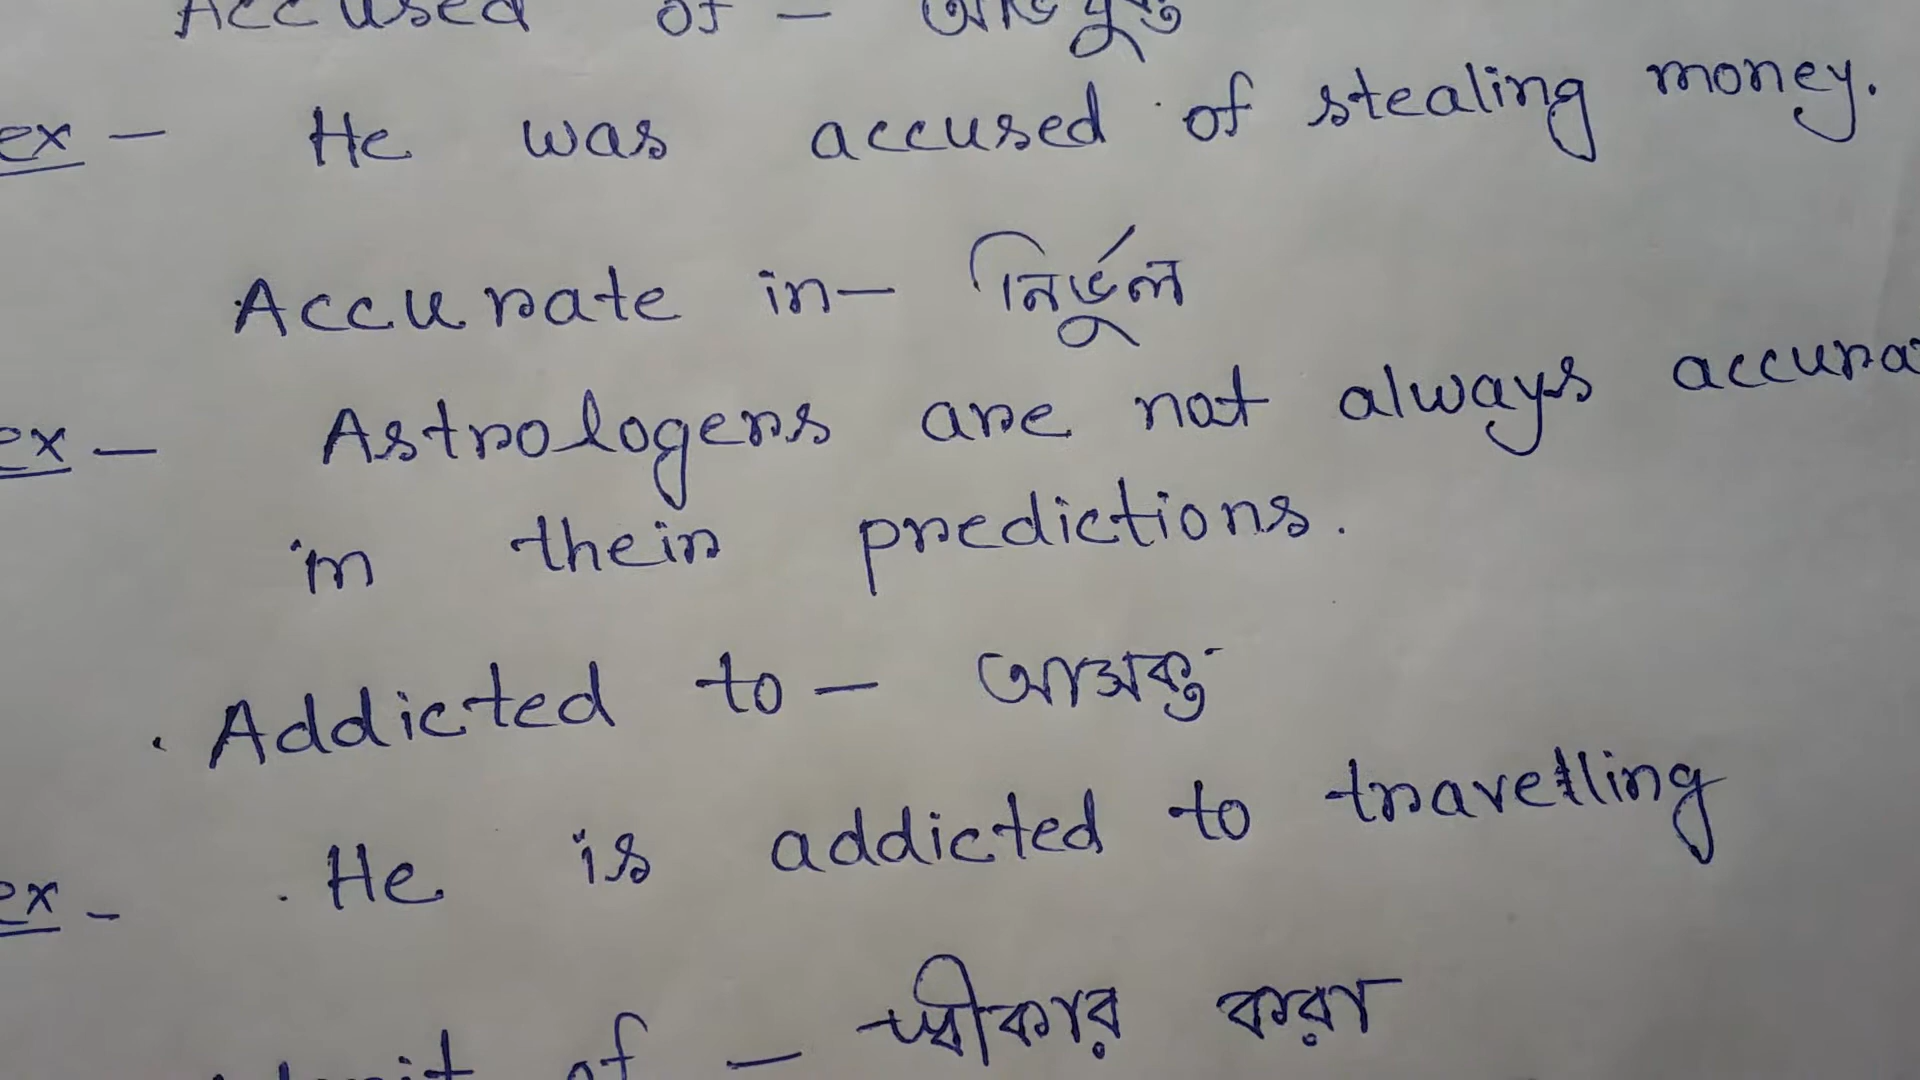 Accused of - অভিযুক্ত
ex - He was accused of stealing money.
Accurate in - নির্ভুল
ex - Astrologers are not always accura
in their predictions.
Addicted to - আসক্ত
ex - He is addicted to travelling
of - স্বীকার করা